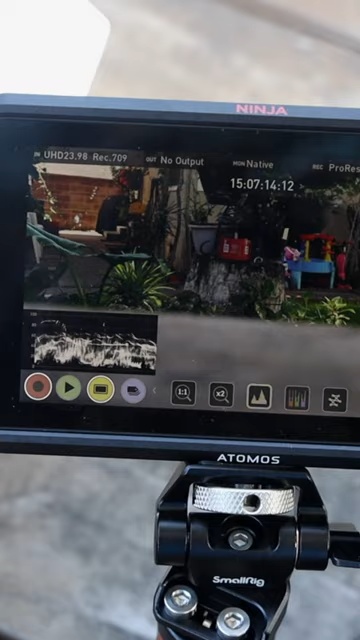 NINJA
IN UHD23.98 Rec.709 OUT No Output MON Native REC ProRes
15:07:14:12
1:1 x2
ATOMOS
SmallRig